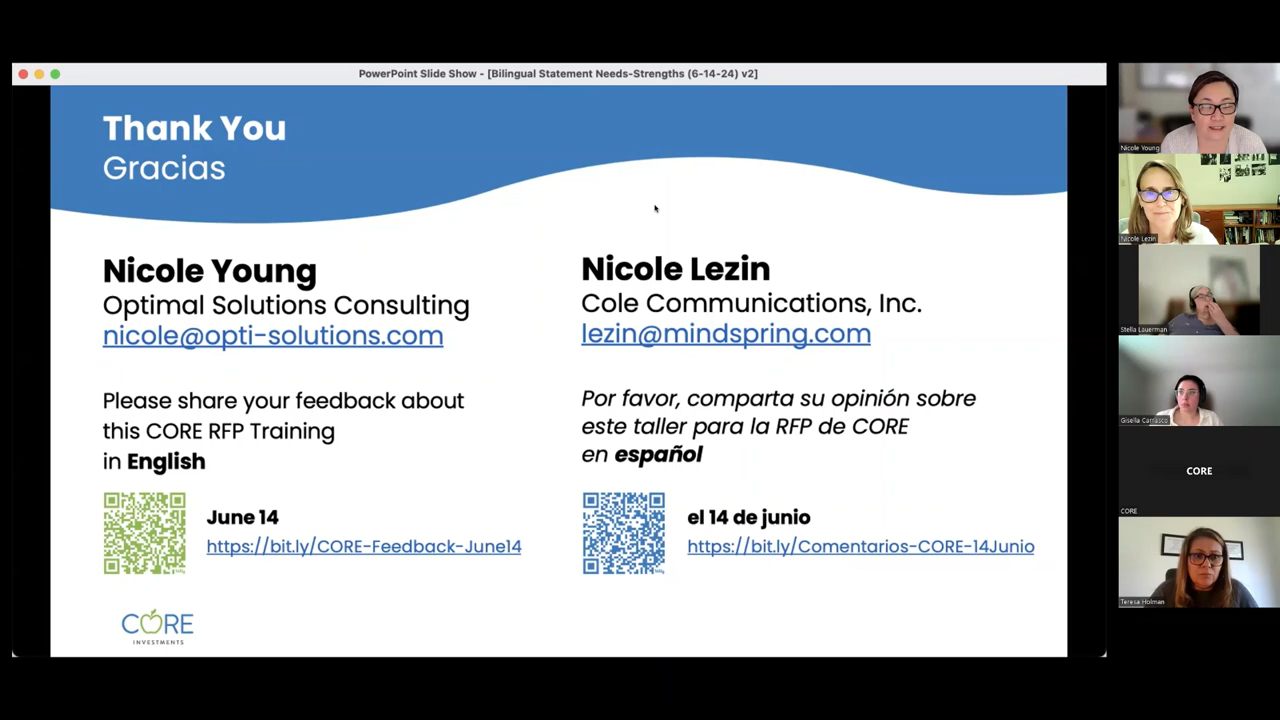 PowerPoint Slide Show - [Bilingual Statement Needs-Strengths (6-14-24) v2]
Thank You
Gracias
Nicole Young
Optimal Solutions Consulting
nicole@opti-solutions.com
Please share your feedback about
this CORE RFP Training
in English
June 14
https://bit.ly/CORE-Feedback-June14
Nicole Lezin
Cole Communications, Inc.
lezin@mindspring.com
Por favor, comparta su opinión sobre
este taller para la RFP de CORE
en español
el 14 de junio
https://bit.ly/Comentarios-CORE-14Junio
CORE
INVESTMENTS
Nicole Young
Nicole Lezin
Stella Lauerman
Gisella Carrasco
CORE
CORE
Teresa Holman